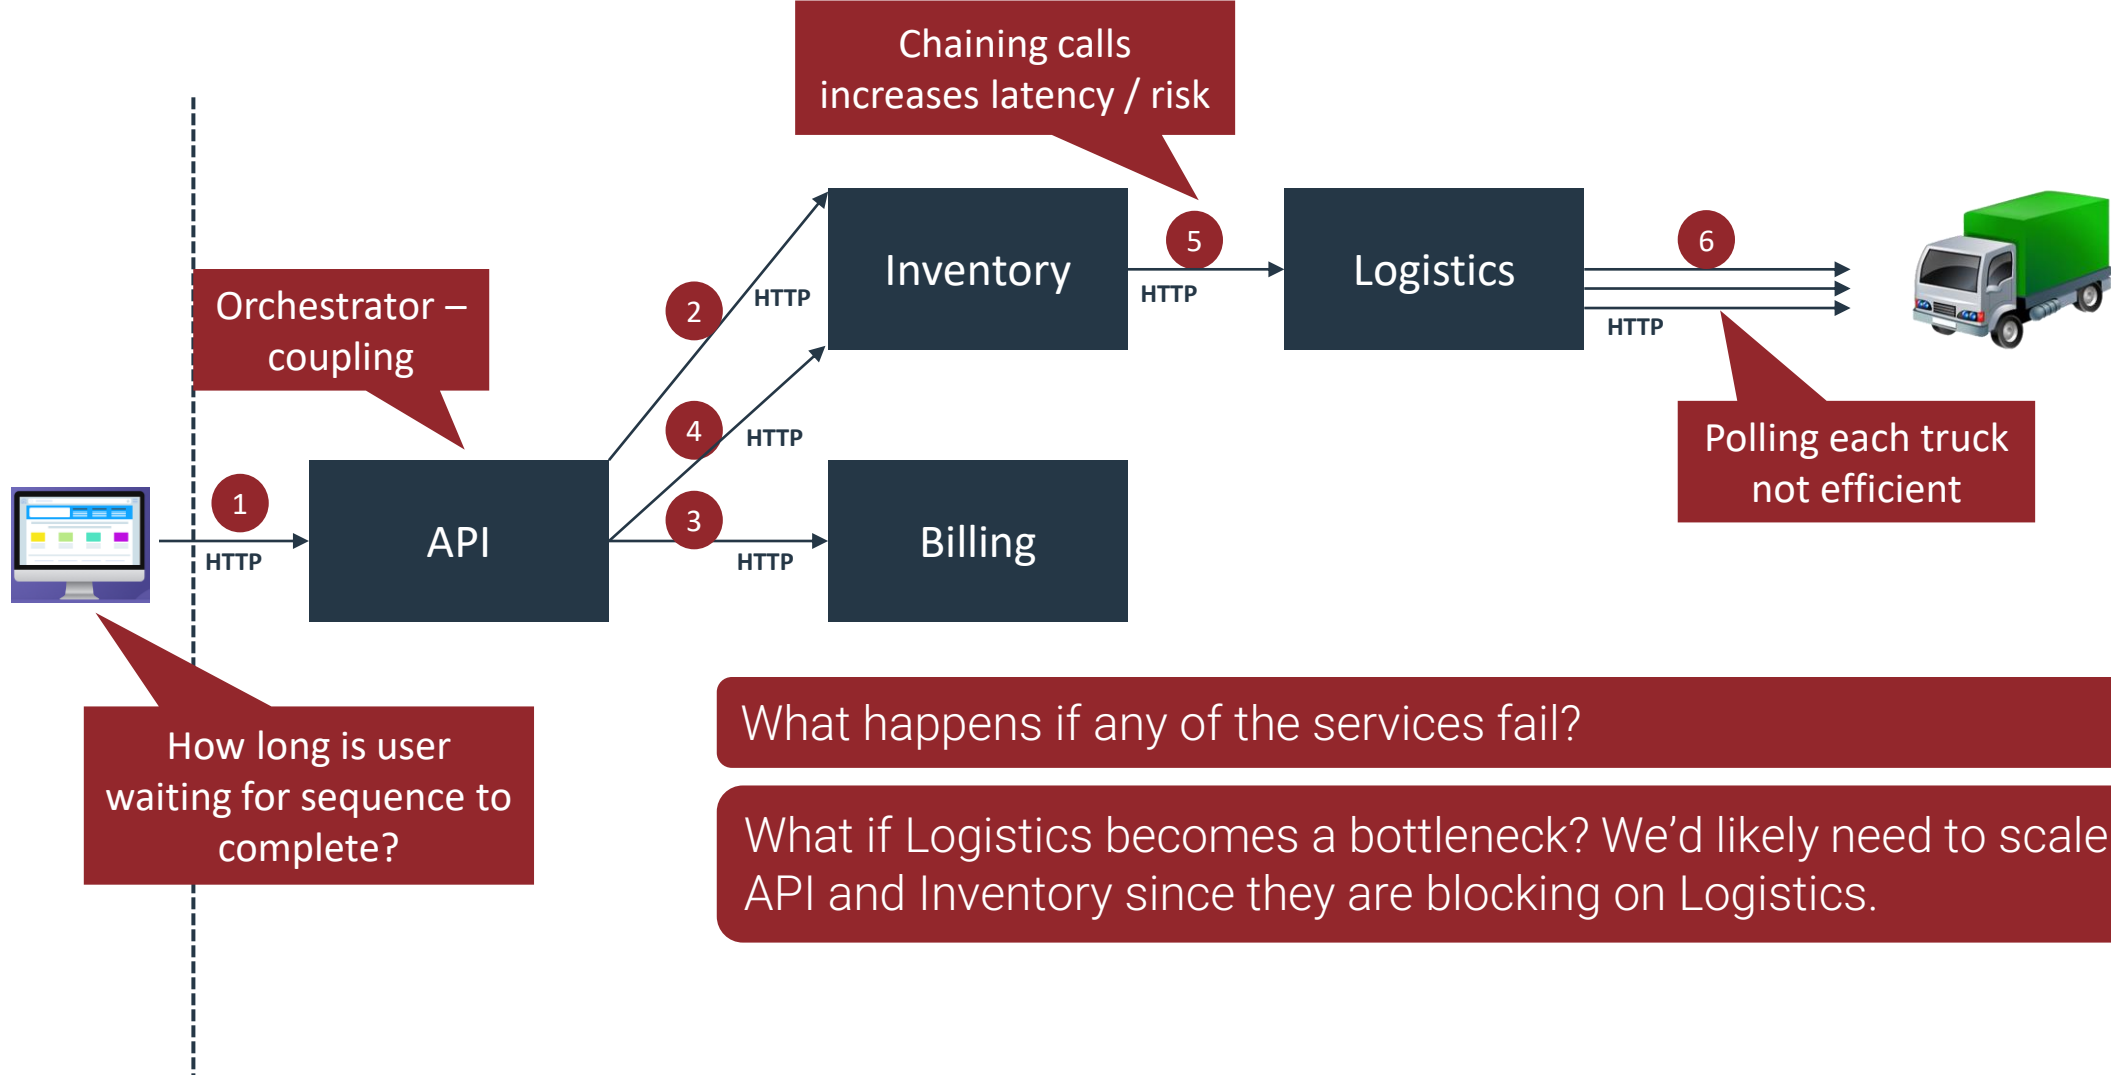 Chaining calls
increases latency / risk
Orchestrator –
coupling
1
HTTP
API
2
HTTP
4
HTTP
3
HTTP
Inventory
Billing
5
HTTP
Logistics
6
HTTP
Polling each truck
not efficient
How long is user
waiting for sequence to
complete?
What happens if any of the services fail?
What if Logistics becomes a bottleneck? We’d likely need to scale
API and Inventory since they are blocking on Logistics.